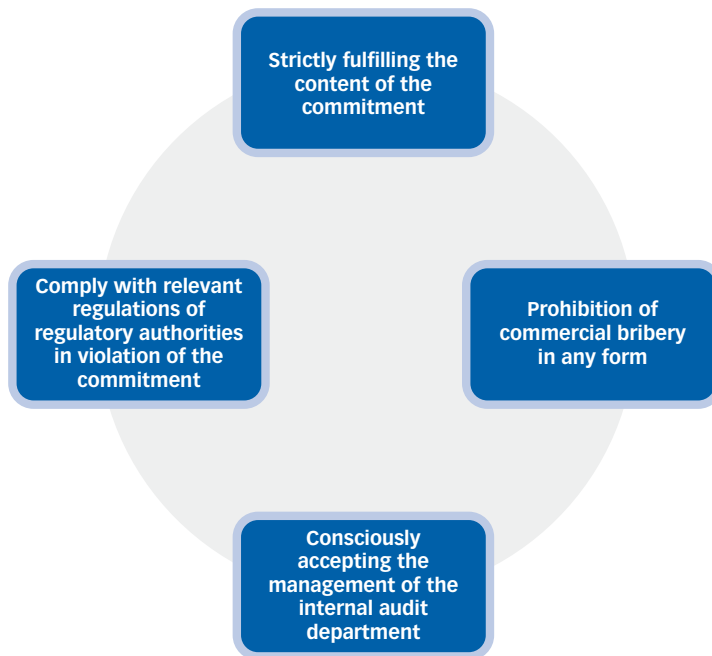 Strictly fulfilling the
content of the
commitment
Comply with relevant
regulations of
regulatory authorities
in violation of the
commitment
Prohibition of
commercial bribery
in any form
Consciously
accepting the
management of the
internal audit
department